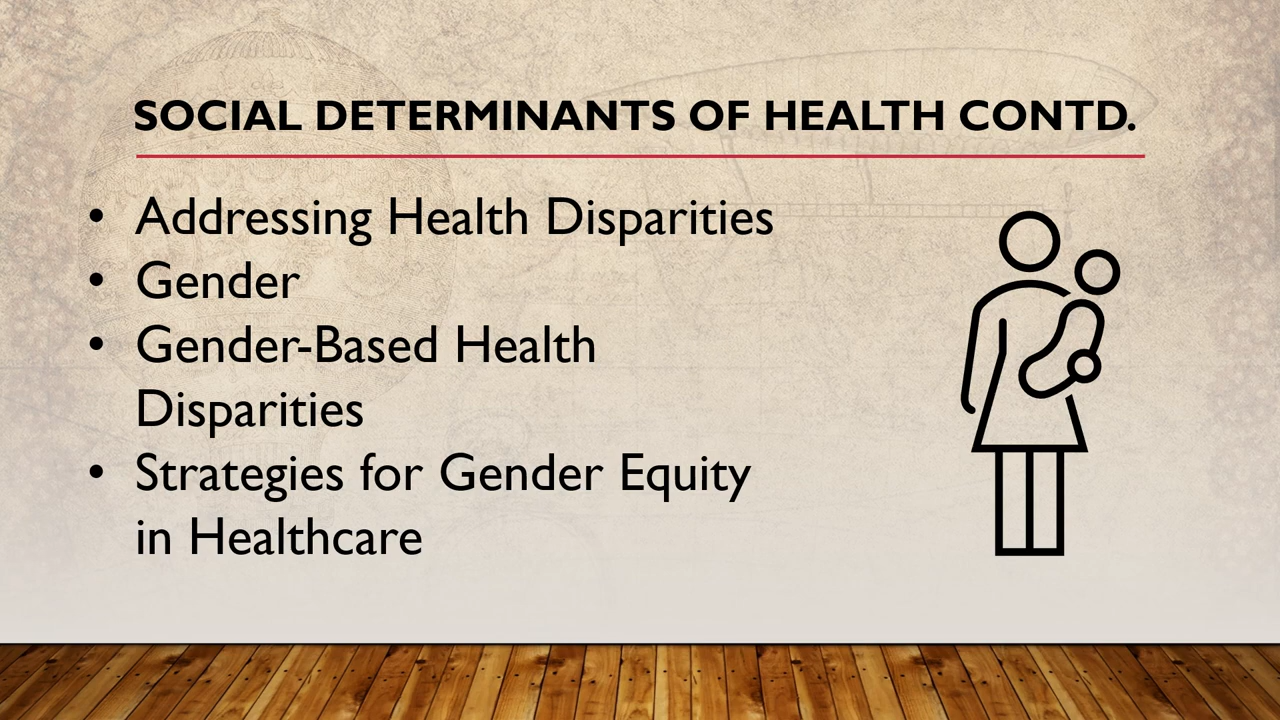 SOCIAL DETERMINANTS OF HEALTH CONTD.
• Addressing Health Disparities
• Gender
• Gender-Based Health
Disparities
• Strategies for Gender Equity
in Healthcare